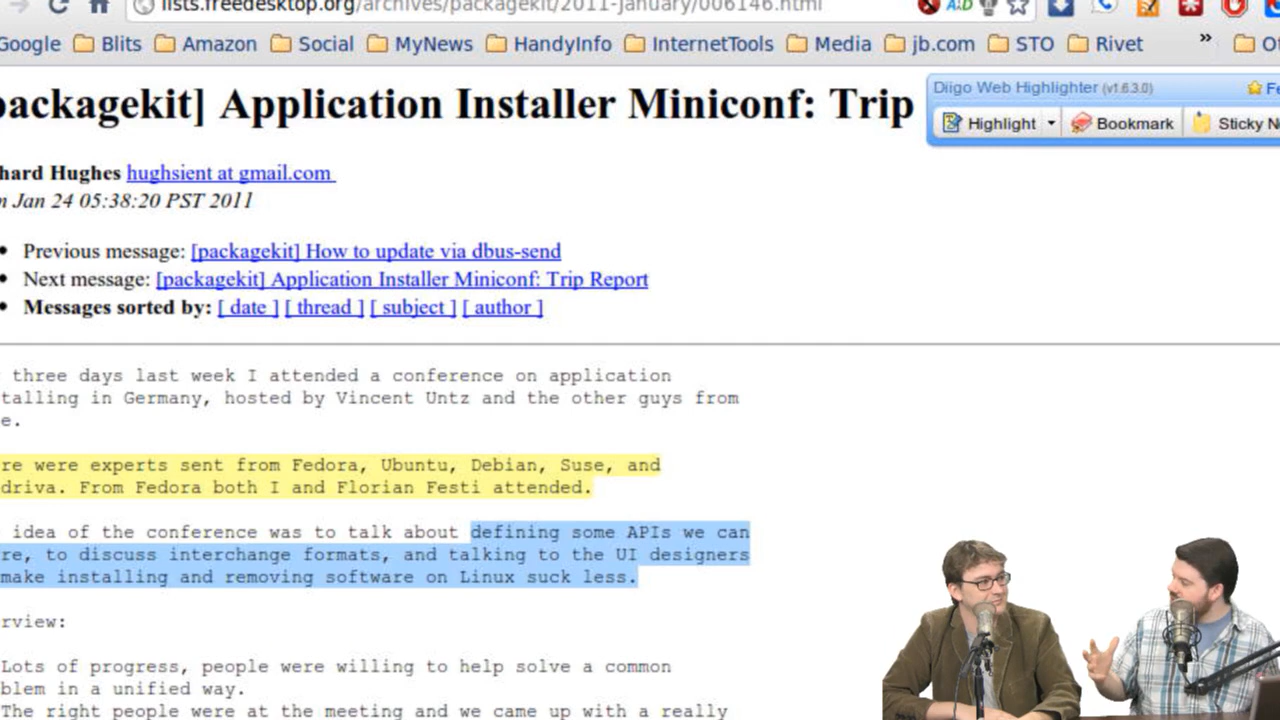 lists.freedesktop.org/archives/packagekit/2011-January/006146.html
Google Blits Amazon Social MyNews HandyInfo InternetTools Media jb.com STO Rivet »
packagekit] Application Installer Miniconf: Trip
Diigo Web Highlighter (v1.6.3.0)
Highlight Bookmark Sticky N
hard Hughes hughsient at gmail.com
n Jan 24 05:38:20 PST 2011
• Previous message: [packagekit] How to update via dbus-send
• Next message: [packagekit] Application Installer Miniconf: Trip Report
• Messages sorted by: [ date ] [ thread ] [ subject ] [ author ]
three days last week I attended a conference on application
talling in Germany, hosted by Vincent Untz and the other guys from
e.
re were experts sent from Fedora, Ubuntu, Debian, Suse, and
driva. From Fedora both I and Florian Festi attended.
idea of the conference was to talk about defining some APIs we can
re, to discuss interchange formats, and talking to the UI designers
make installing and removing software on Linux suck less.
rview:
Lots of progress, people were willing to help solve a common
blem in a unified way.
The right people were at the meeting and we came up with a really